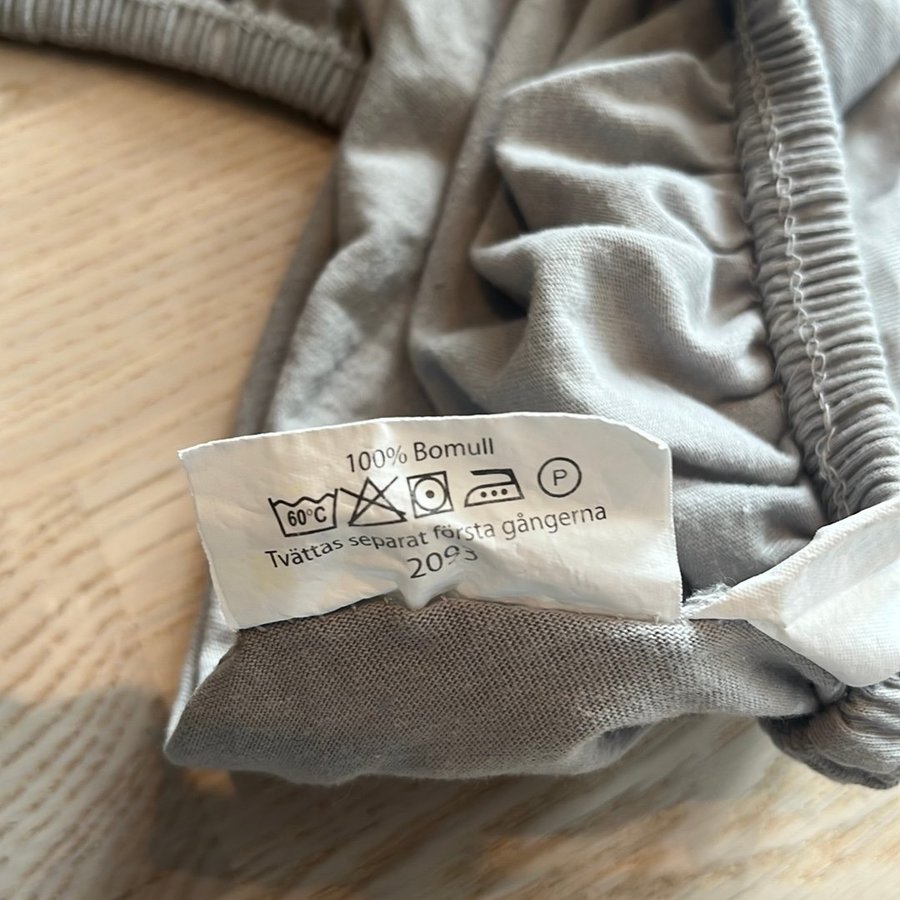 100% Bomull
60°C
P
Tvättas separat första gångerna
2093